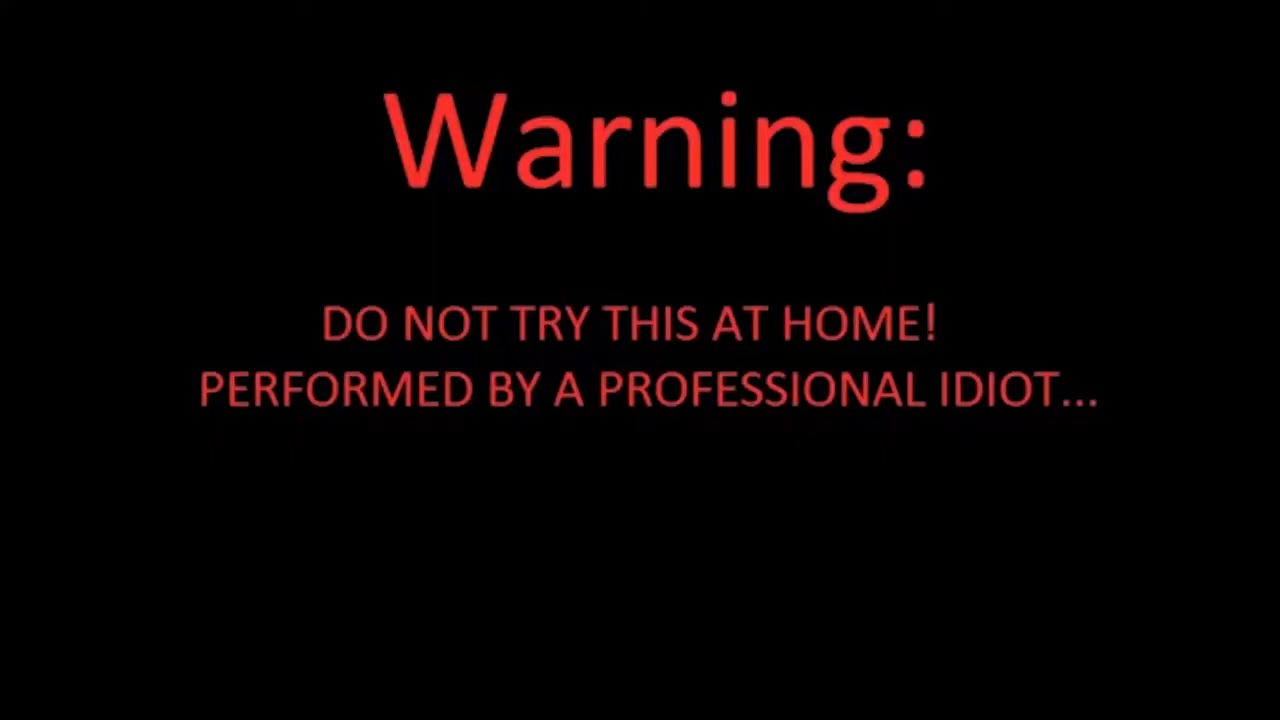 Warning:
DO NOT TRY THIS AT HOME!
PERFORMED BY A PROFESSIONAL IDIOT...